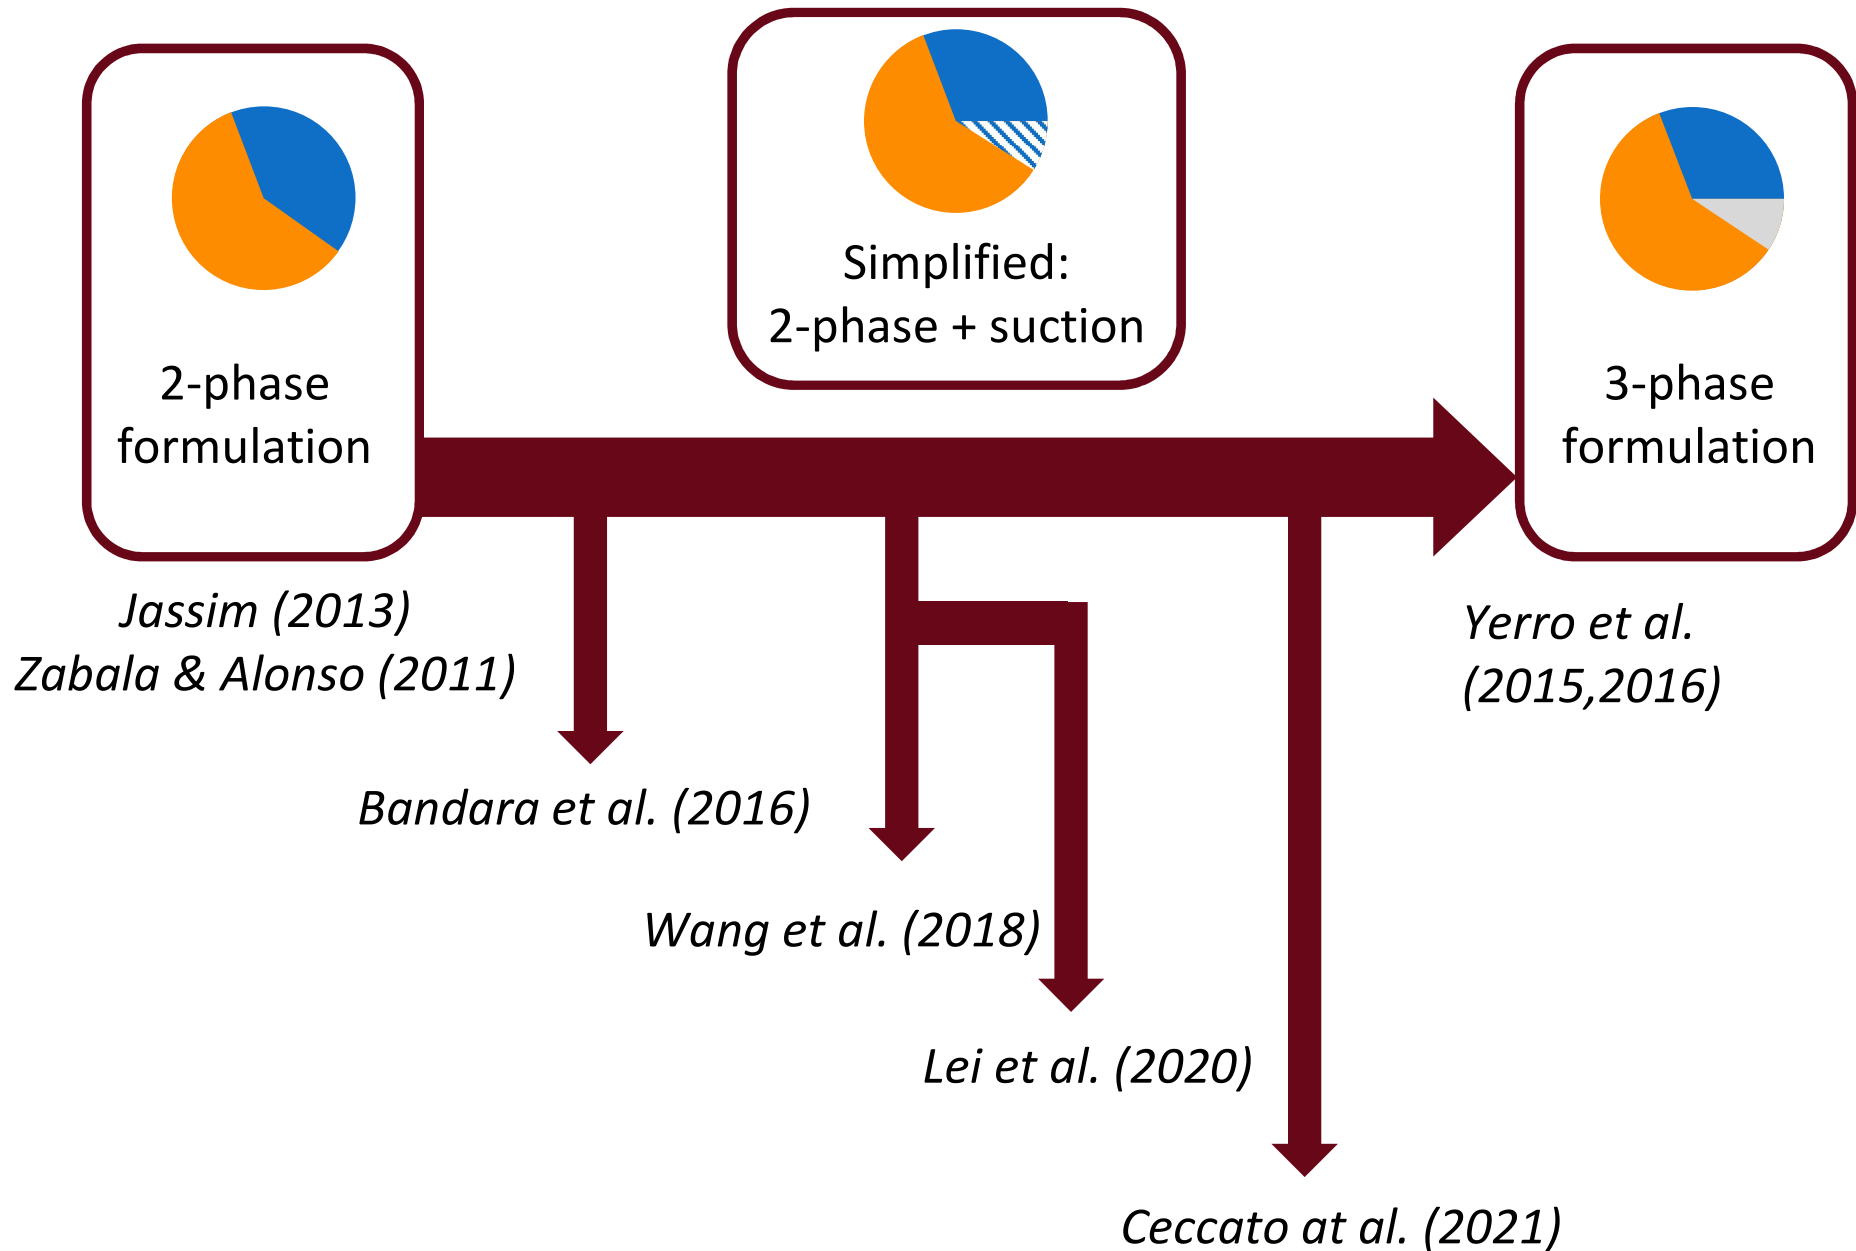 2-phase
formulation
Simplified:
2-phase + suction
3-phase
formulation
Jassim (2013)
Zabala & Alonso (2011)
Yerro et al.
(2015,2016)
Bandara et al. (2016)
Wang et al. (2018)
Lei et al. (2020)
Ceccato at al. (2021)